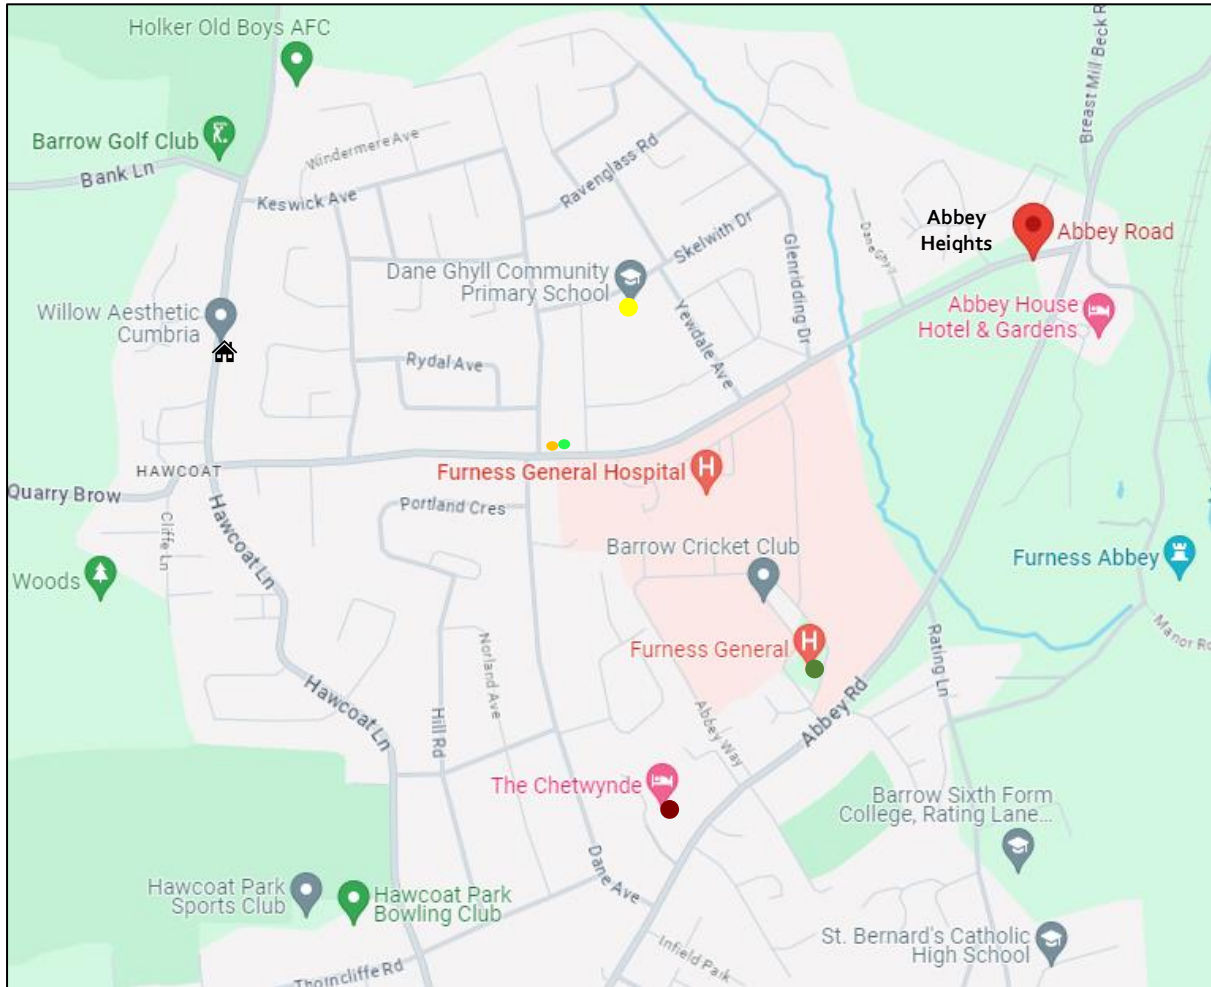 Holker Old Boys AFC
Breast Mill Beck R
Barrow Golf Club
Windermere Ave
Bank Ln
Keswick Ave
Ravenglass Rd
Skelwith Dr
Glenridding Dr
Abbey
Heights
Abbey Road
Dane Ghyll Community
Primary School
Willow Aesthetic
Cumbria
Abbey House
Hotel & Gardens
Yewdale Ave
Rydal Ave
HAWCOAT
Furness General Hospital
Quarry Brow
Portland Cres
Cliffe Ln
Hawcoat Ln
Barrow Cricket Club
Furness Abbey
Woods
Furness General
Rating Ln
Manor Rd
Norland Ave
Hawcoat Ln
Hill Rd
Abbey Way
Abbey Rd
The Chetwynde
Barrow Sixth Form
College, Rating Lane...
Dane Ave
Hawcoat Park
Sports Club
Hawcoat Park
Bowling Club
St. Bernard's Catholic
High School
Infield Park
Thorncliffe Rd